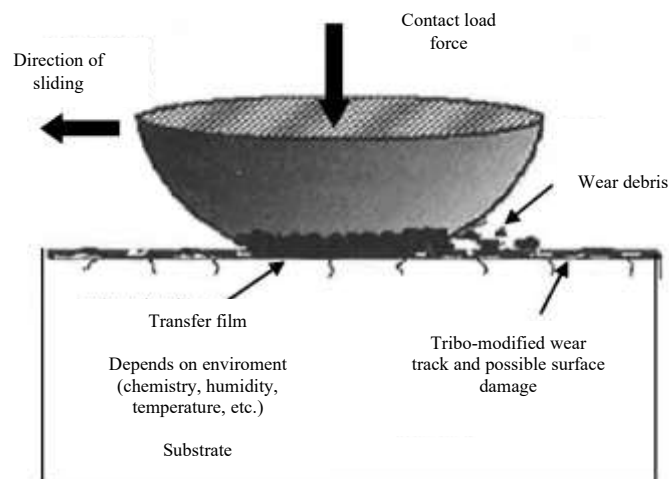 Contact load
force
Direction of
sliding
Wear debris
Transfer film
Depends on enviroment
(chemistry, humidity,
temperature, etc.)
Substrate
Tribo-modified wear
track and possible surface
damage